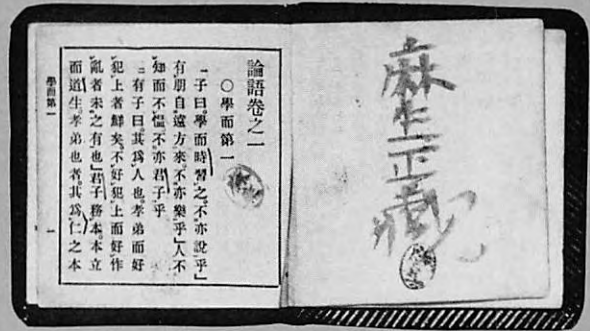 麻生正藏
論語卷之一
○學而第一
「子曰。學而時習之。不亦說乎」
有朋自遠方來。不亦樂乎」人不
知而不慍。不亦君子乎
「有子曰。其爲人也。孝弟而好
犯上者鮮矣。不好犯上而好作
亂者未之有也」君子務本。本立
而道生。孝弟也者其爲仁之本
學而第一
一